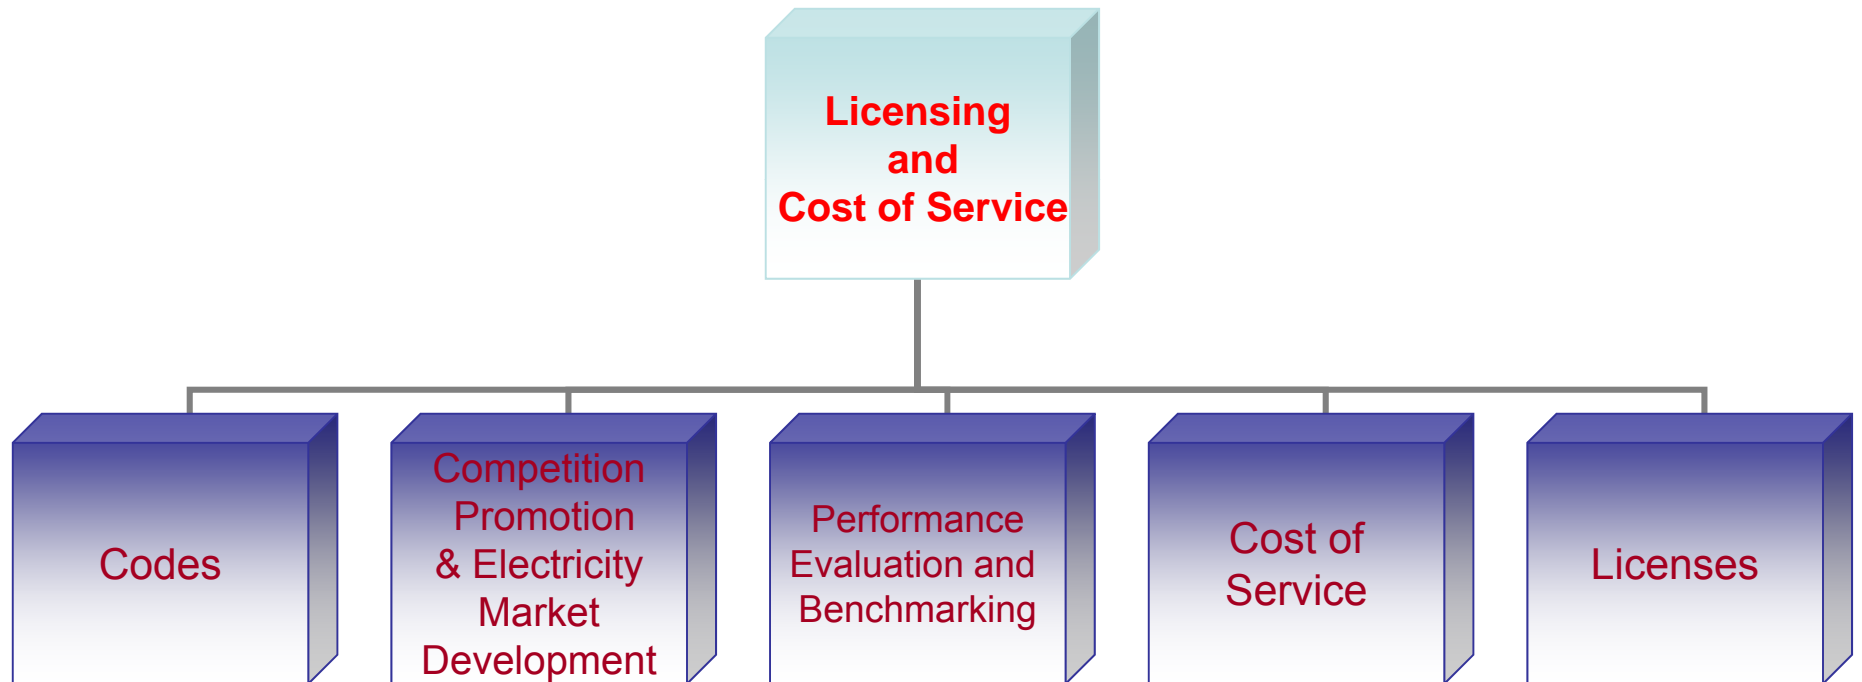 Licensing
and
Cost of Service
Codes
Competition
Promotion
& Electricity
Market
Development
Performance
Evaluation and
Benchmarking
Cost of
Service
Licenses